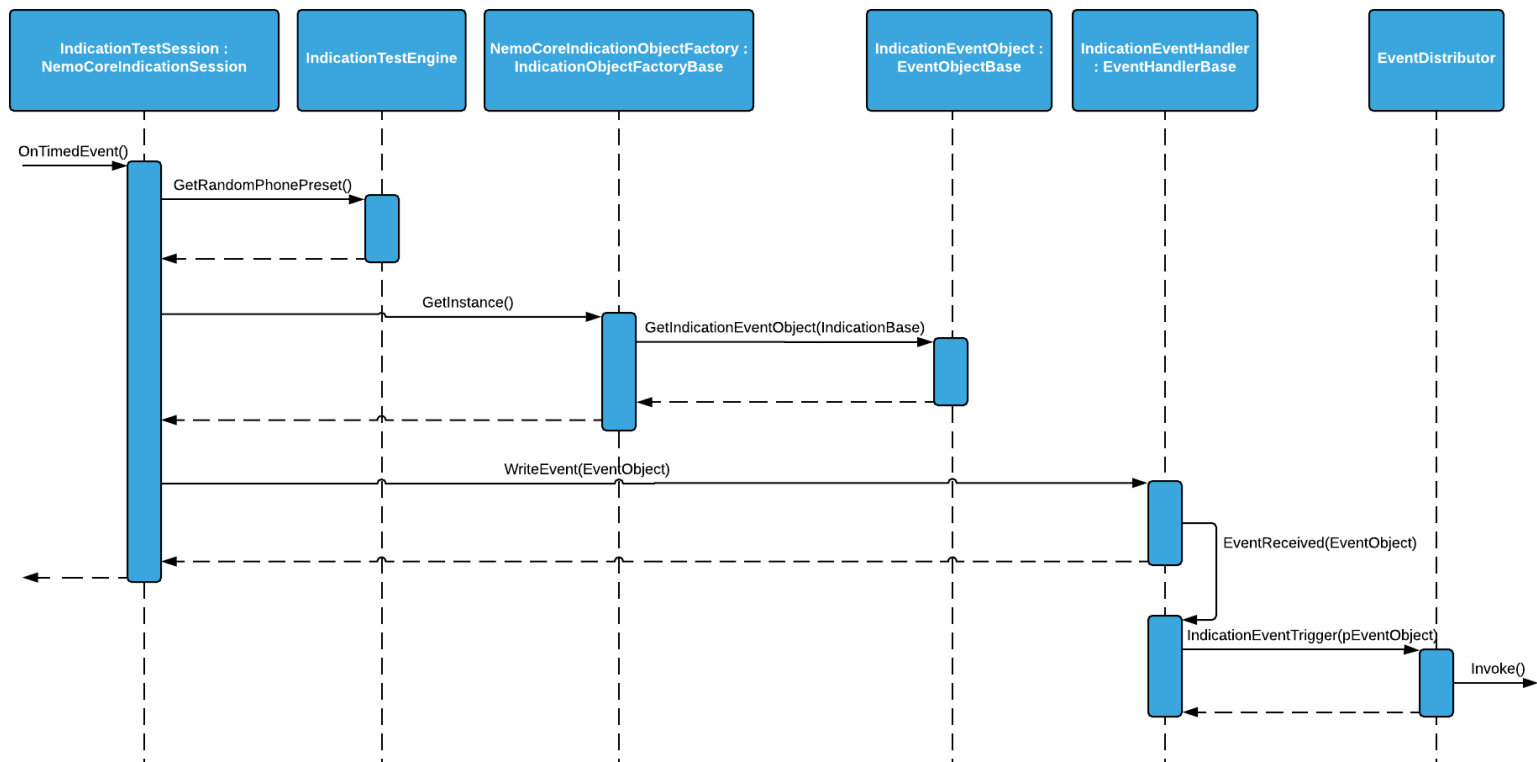 IndicationTestSession :
NemoCoreIndicationSession
IndicationTestEngine
NemoCoreIndicationObjectFactory :
IndicationObjectFactoryBase
IndicationEventObject :
EventObjectBase
IndicationEventHandler
: EventHandlerBase
EventDistributor
OnTimedEvent()
GetRandomPhonePreset()
GetInstance()
GetIndicationEventObject(IndicationBase)
WriteEvent(EventObject)
EventReceived(EventObject)
IndicationEventTrigger(pEventObject)
Invoke()